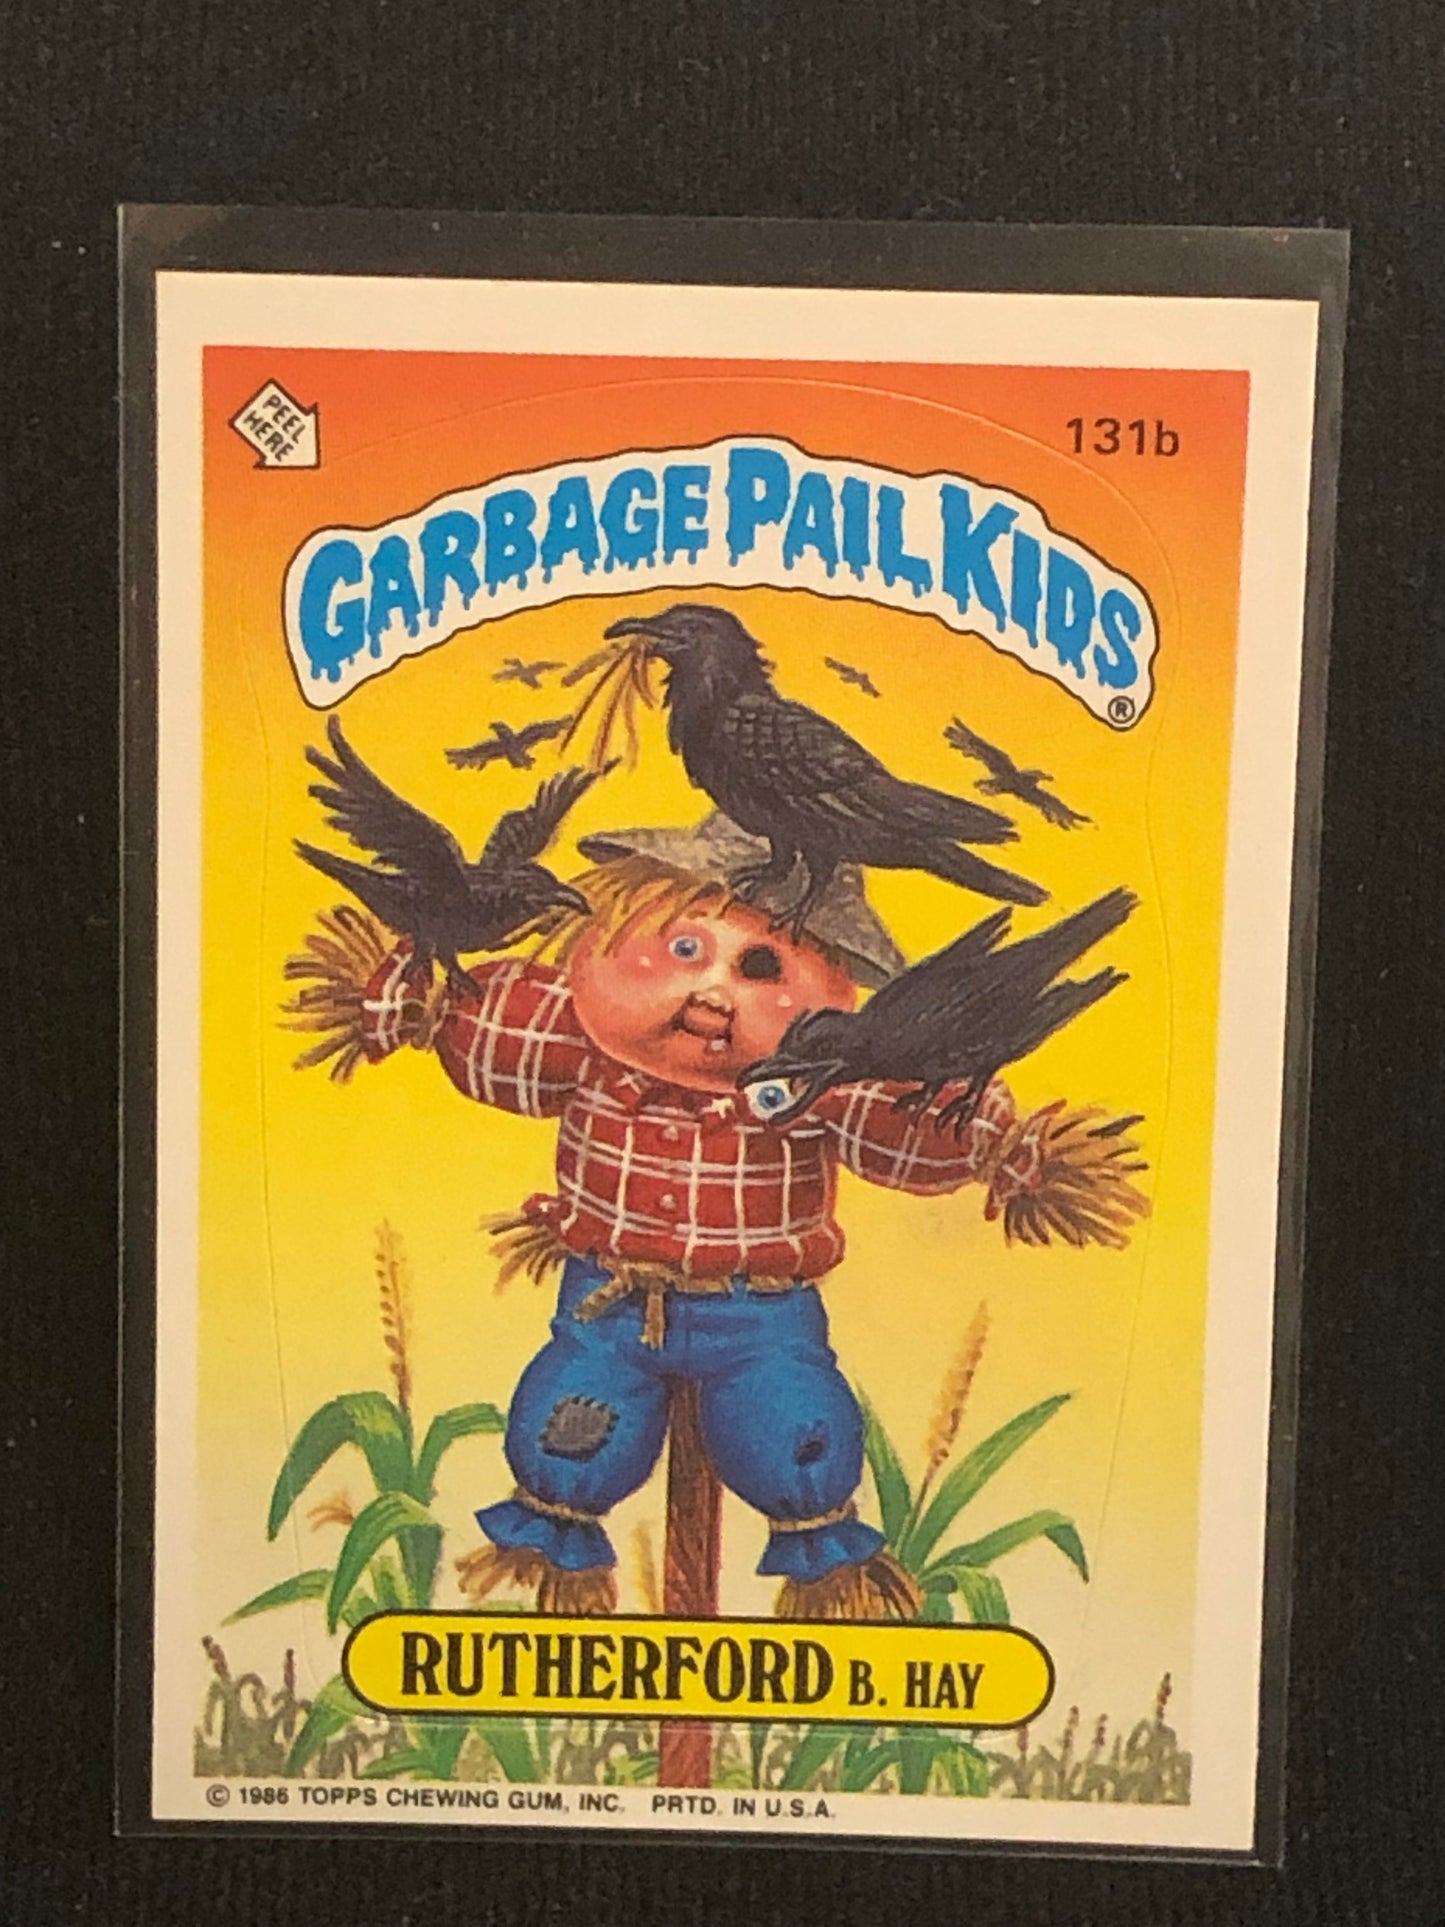 PEEL
HERE
131b
GARBAGE PAIL KIDS
®
RUTHERFORD B. HAY
© 1986 TOPPS CHEWING GUM, INC. PRTD. IN U.S.A.